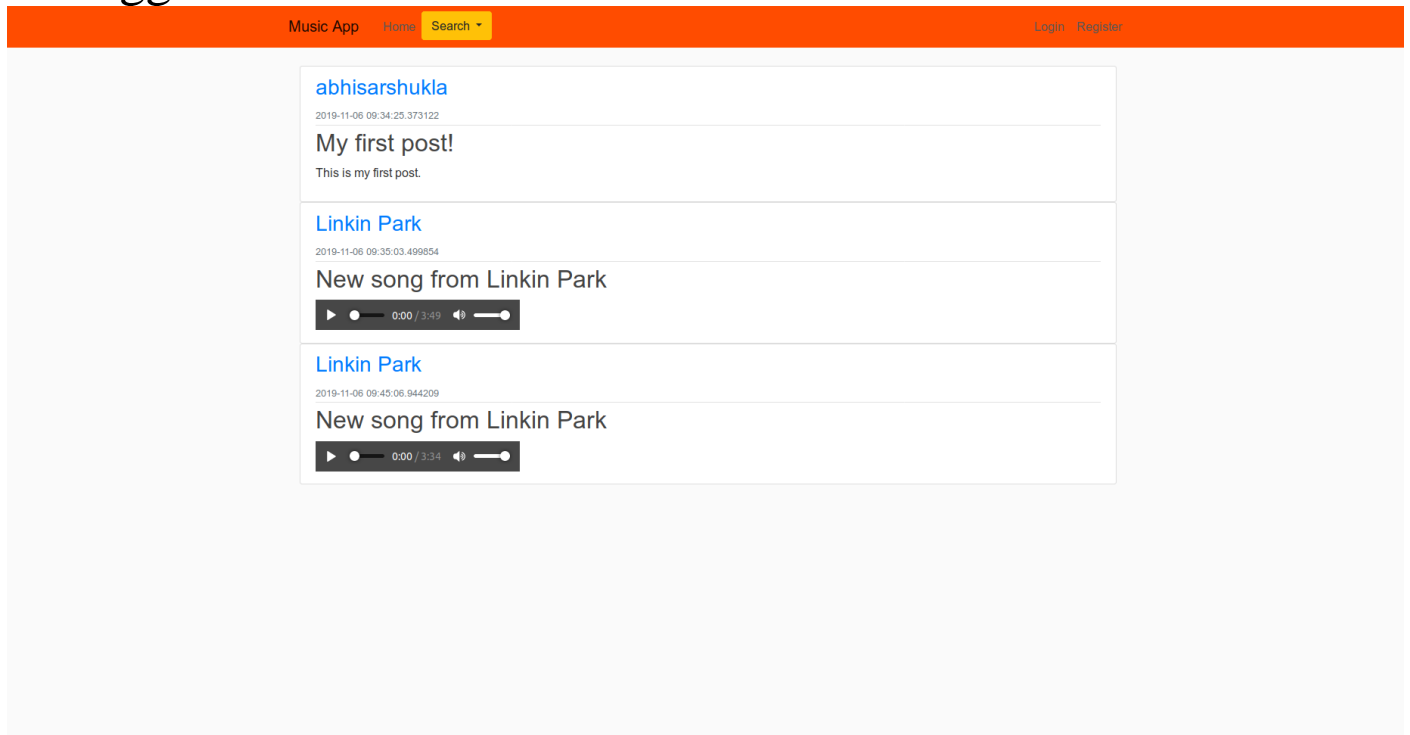 Music App Home Search Login Register
abhisarshukla
2019-11-06 09:34:25.373122
My first post!
This is my first post.
Linkin Park
2019-11-06 09:35:03.499854
New song from Linkin Park
0:00 / 3:49
Linkin Park
2019-11-06 09:45:06.944209
New song from Linkin Park
0:00 / 3:34